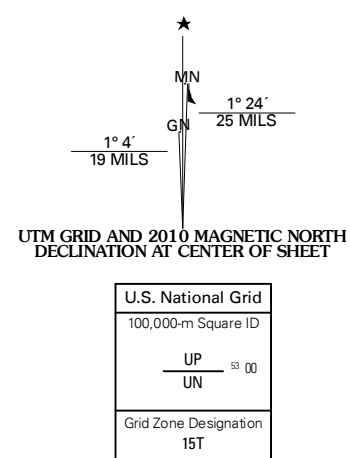 ★
MN
1° 24´
25 MILS
GN
1° 4´
19 MILS
UTM GRID AND 2010 MAGNETIC NORTH
DECLINATION AT CENTER OF SHEET
U.S. National Grid
100,000-m Square ID
UP
53 00
UN
Grid Zone Designation
15T